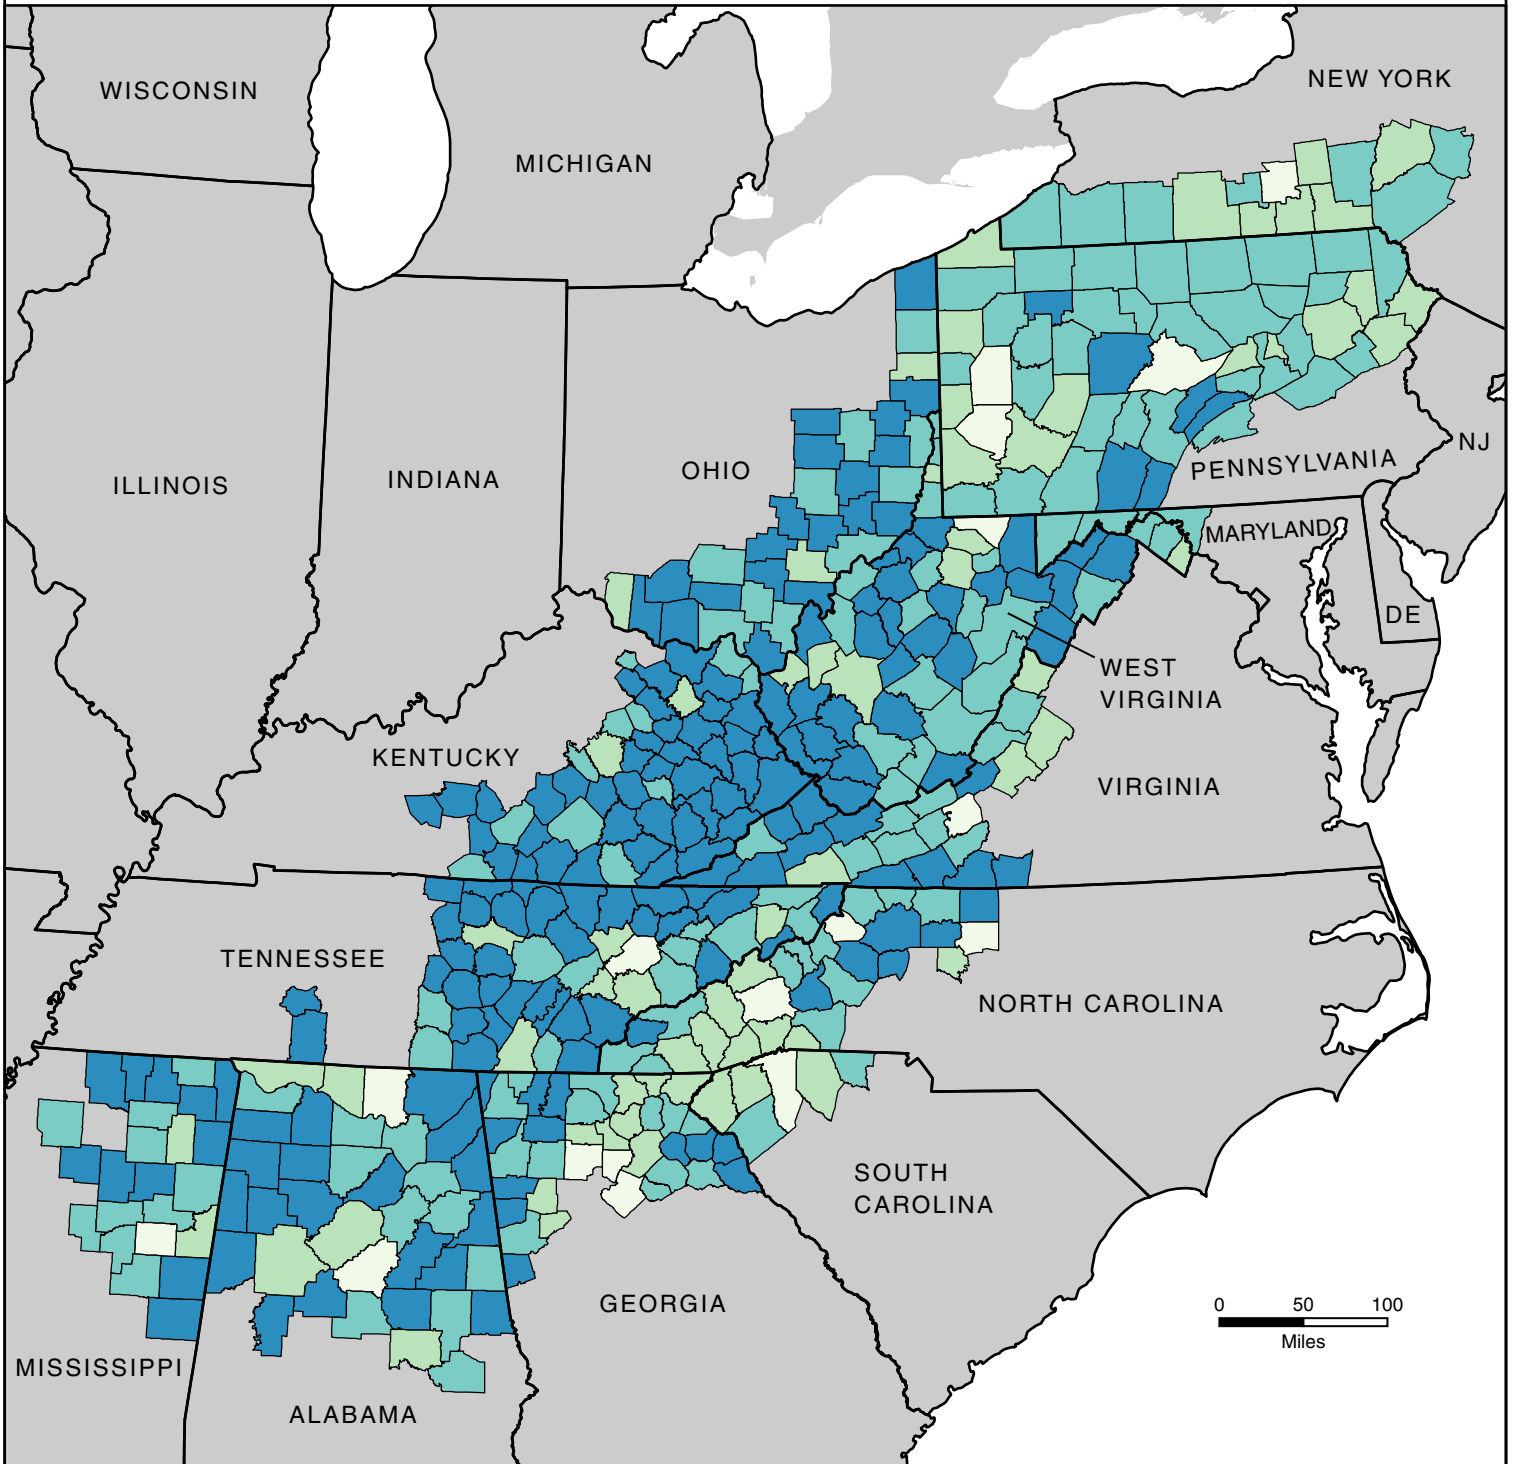 NEW YORK
WISCONSIN
MICHIGAN
NJ
PENNSYLVANIA
OHIO
INDIANA
ILLINOIS
MARYLAND
DE
WEST
VIRGINIA
KENTUCKY
VIRGINIA
TENNESSEE
NORTH CAROLINA
SOUTH
CAROLINA
GEORGIA
0 50 100
Miles
MISSISSIPPI
ALABAMA